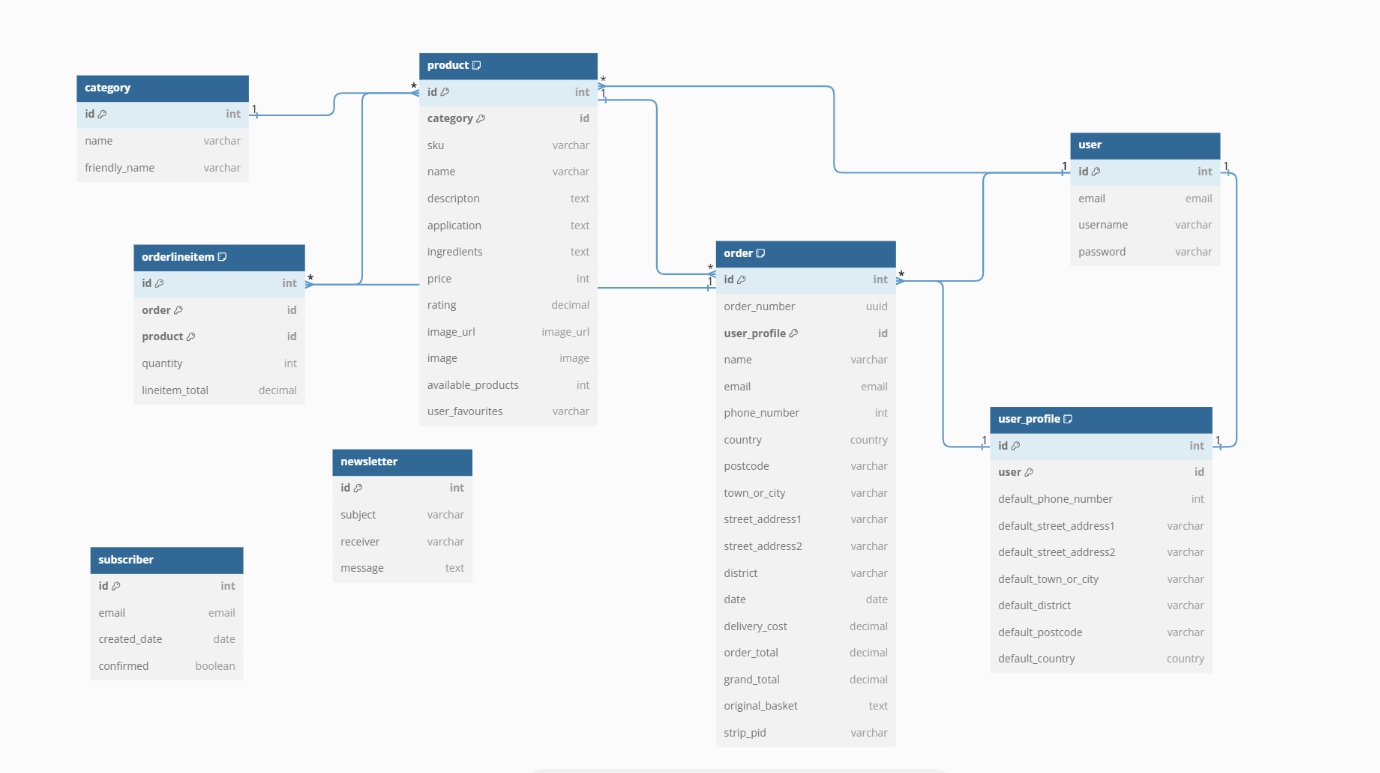 category
id int
name varchar
friendly_name varchar
1
product
id int
category id
sku varchar
name varchar
descripton text
application text
ingredients text
price int
rating decimal
image_url image_url
image image
available_products int
user_favourites varchar
*
*
1
user
id int
email email
username varchar
password varchar
1
1
orderlineitem
id int
order id
product id
quantity int
lineitem_total decimal
*
order
id int
order_number uuid
user_profile id
name varchar
email email
phone_number int
country country
postcode varchar
town_or_city varchar
street_address1 varchar
street_address2 varchar
district varchar
date date
delivery_cost decimal
order_total decimal
grand_total decimal
original_basket text
strip_pid varchar
*
1
*
user_profile
id int
user id
default_phone_number int
default_street_address1 varchar
default_street_address2 varchar
default_town_or_city varchar
default_district varchar
default_postcode varchar
default_country country
1
1
newsletter
id int
subject varchar
receiver varchar
message text
subscriber
id int
email email
created_date date
confirmed boolean